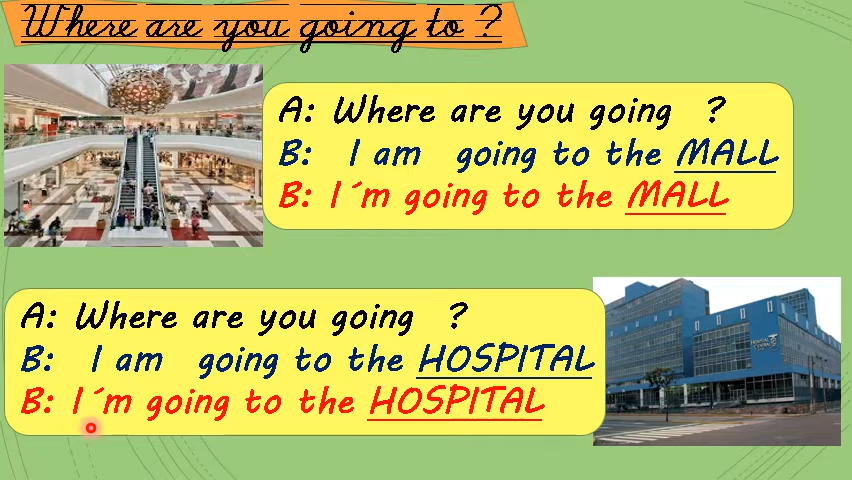 Where are you going to ?
A: Where are you going ?
B: I am going to the MALL
B: I´m going to the MALL
A: Where are you going ?
B: I am going to the HOSPITAL
B: I´m going to the HOSPITAL
HOSPITAL